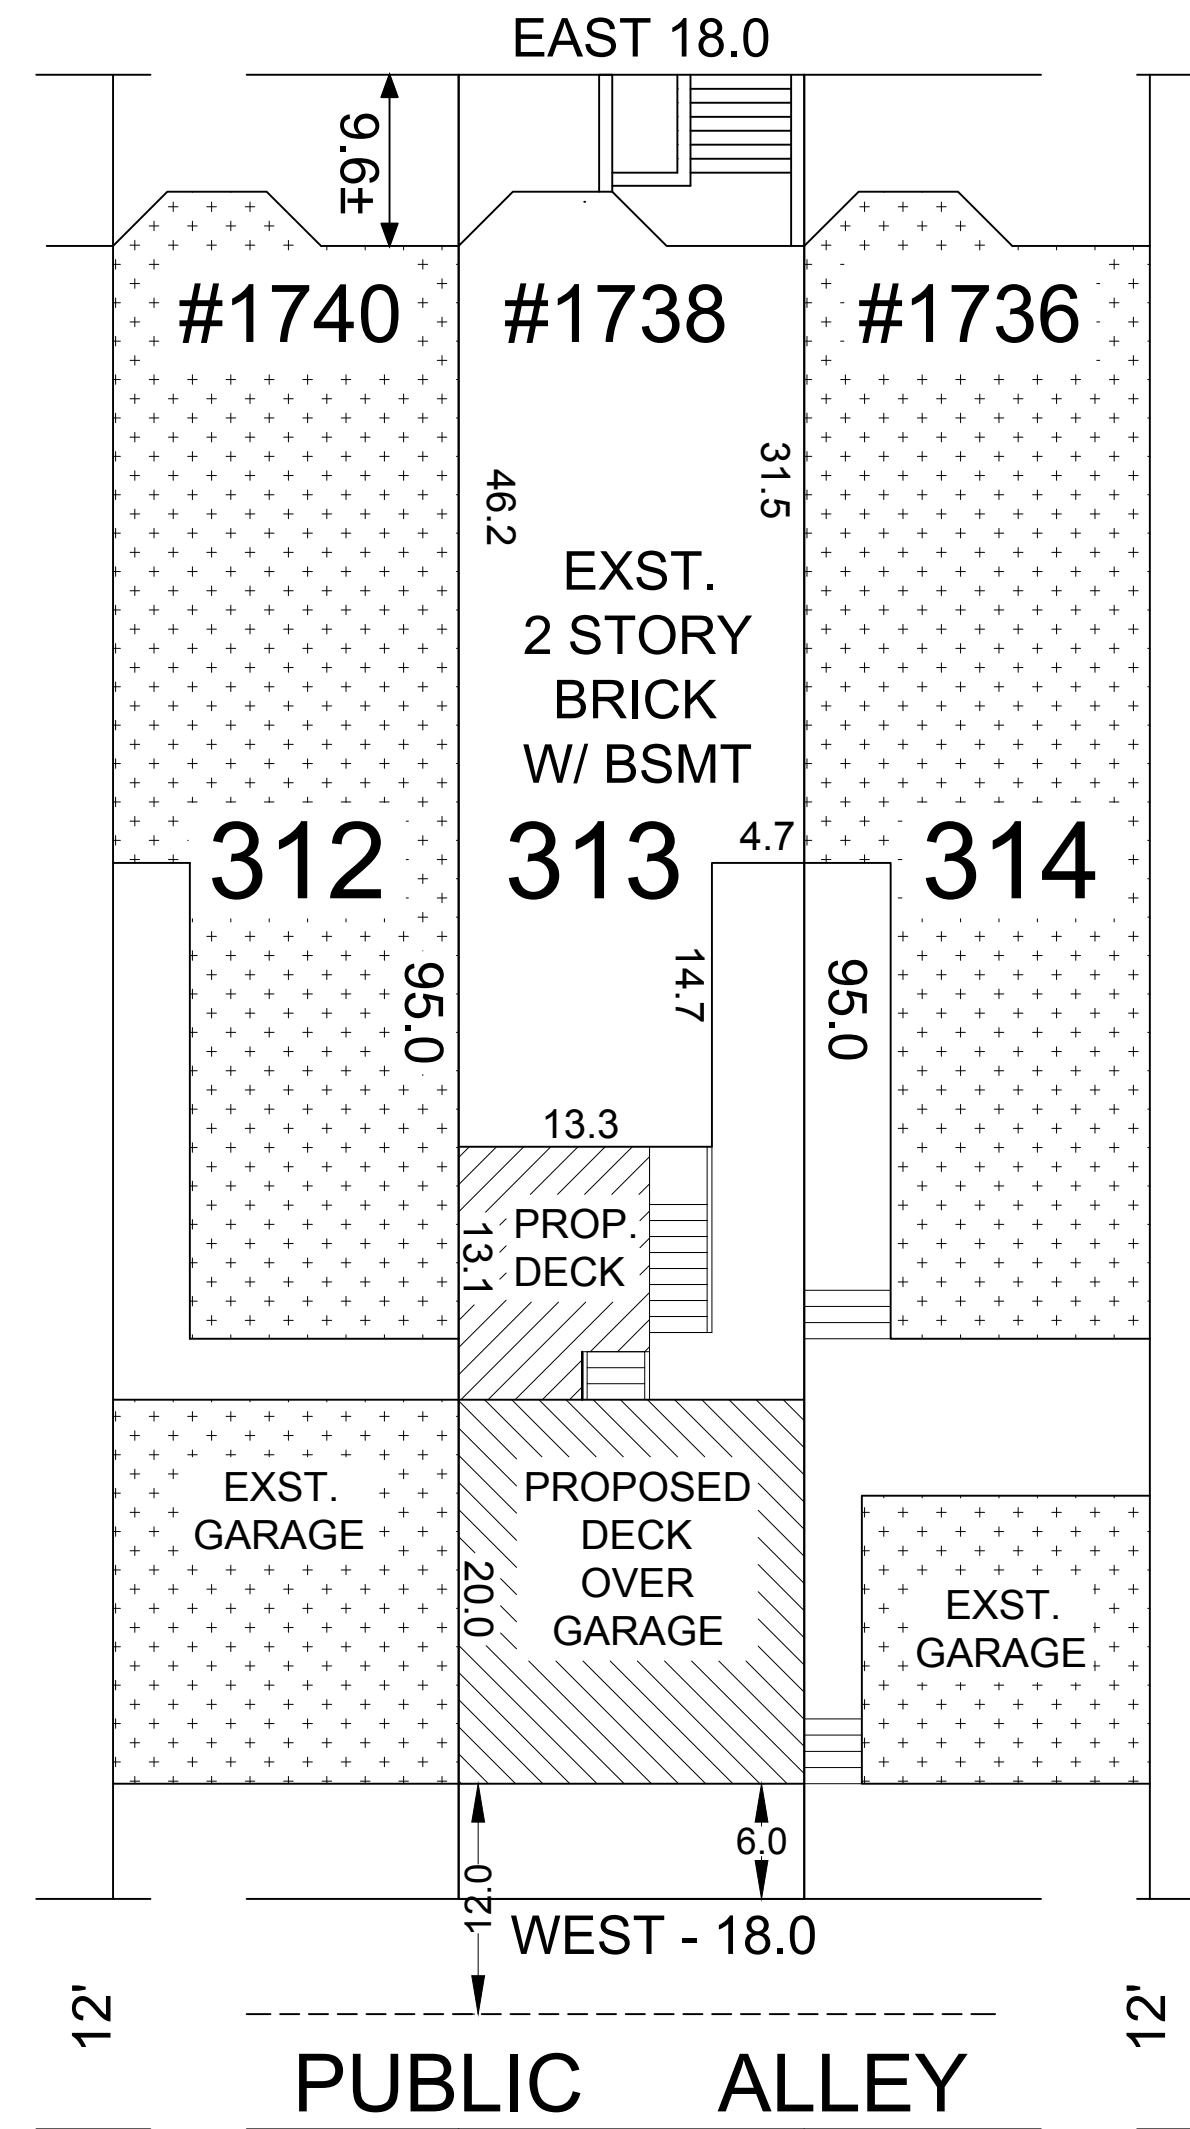 EAST 18.0
9.6±
#1740
#1738
#1736
46.2
31.5
EXST.
2 STORY
BRICK
W/ BSMT
4.7
312
313
314
95.0
14.7
95.0
13.3
PROP.
DECK
13.1
EXST.
GARAGE
PROPOSED
DECK
OVER
GARAGE
20.0
EXST.
GARAGE
12.0
6.0
WEST - 18.0
12'
12'
PUBLIC ALLEY